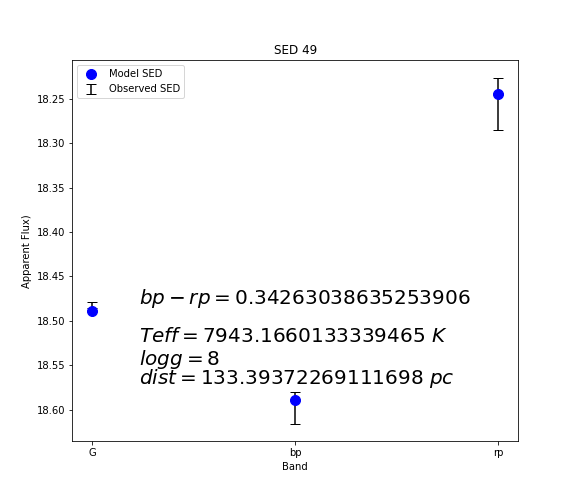 SED 49
Model SED
Observed SED
18.25
18.30
18.35
18.40
18.45
18.50
18.55
18.60
Apparent Flux)
bp − rp = 0.34263038635253906
Teff = 7943.1660133339465 K
logg = 8
dist = 133.39372269111698 pc
G bp rp
Band